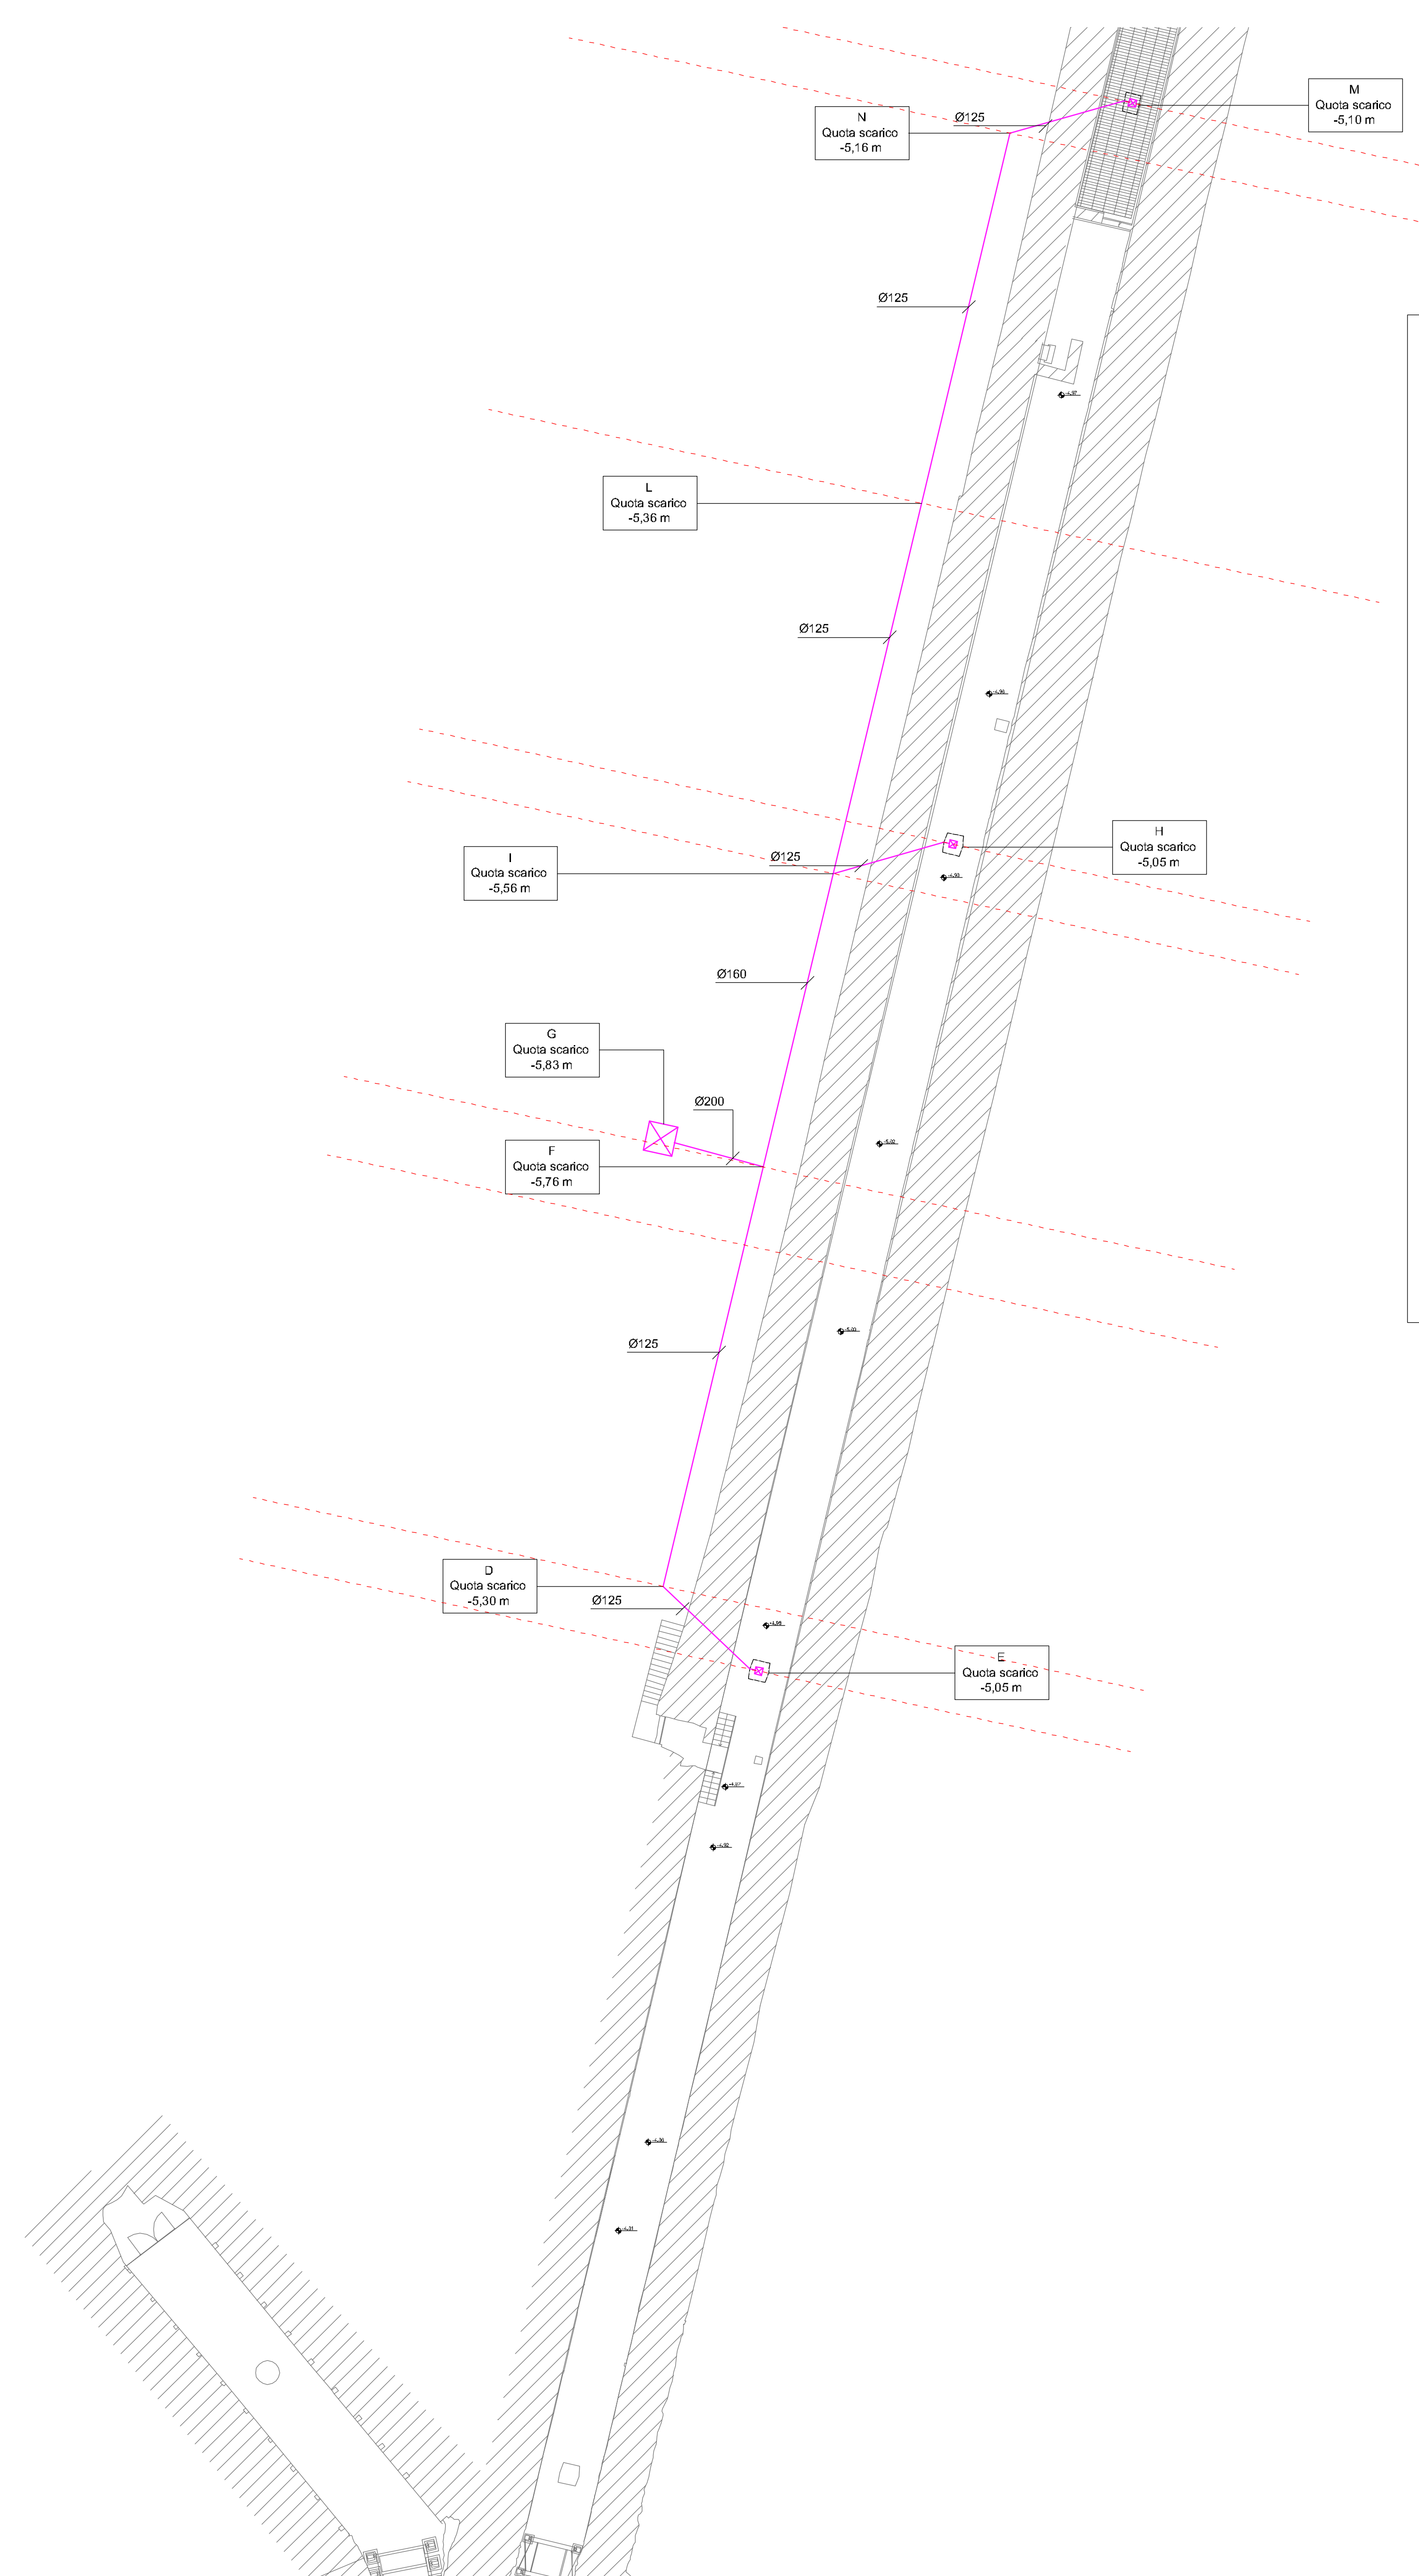 M
Quota scarico
-5,10 m
N
Quota scarico
-5,16 m
Ø125
Ø125
-4,97
L
Quota scarico
-5,36 m
Ø125
H
Quota scarico
-5,05 m
Ø125
I
Quota scarico
-5,56 m
Ø160
G
Quota scarico
-5,83 m
Ø200
F
Quota scarico
-5,76 m
Ø125
D
Quota scarico
-5,30 m
Ø125
E
Quota scarico
-5,05 m